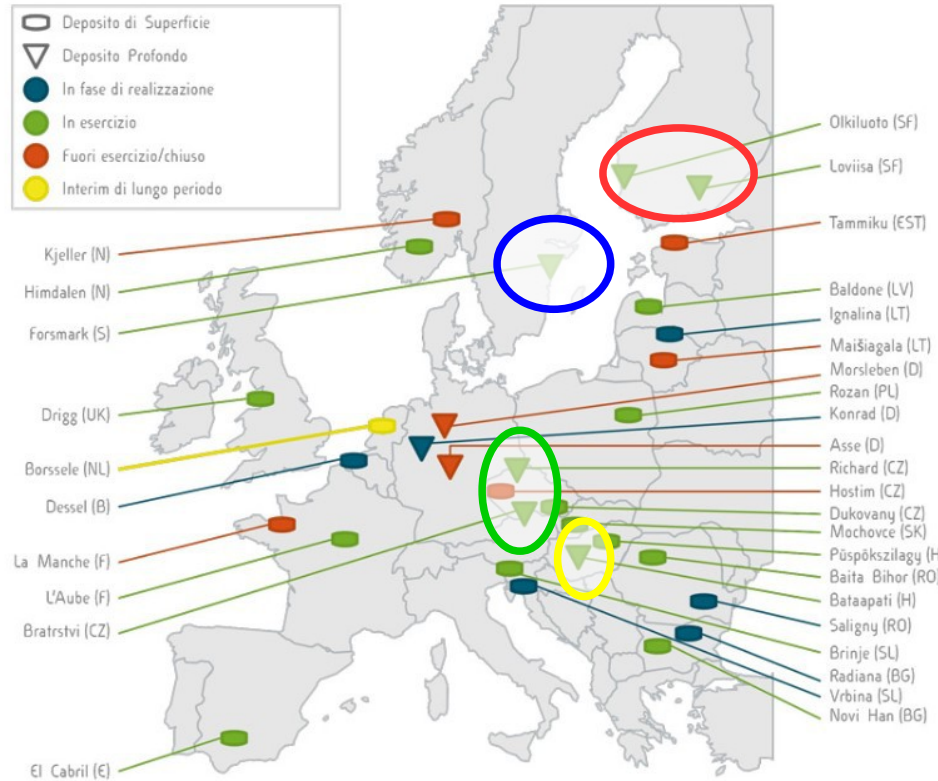 Deposito di Superficie
Deposito Profondo
In fase di realizzazione
In esercizio
Fuori esercizio/chiuso
Interim di lungo periodo
Kjeller (N)
Himdalen (N)
Forsmark (S)
Drigg (UK)
Borssele (NL)
Dessel (B)
La Manche (F)
L'Aube (F)
Bratrstvi (CZ)
El Cabril (E)
Olkiluoto (SF)
Loviisa (SF)
Tammiku (EST)
Baldone (LV)
Ignalina (LT)
Maišiagala (LT)
Morsleben (D)
Rozan (PL)
Konrad (D)
Asse (D)
Richard (CZ)
Hostim (CZ)
Dukovany (CZ)
Mochovce (SK)
Püspökszilagy (H
Baita Bihor (RO)
Bataapati (H)
Saligny (RO)
Brinje (SL)
Radiana (BG)
Vrbina (SL)
Novi Han (BG)